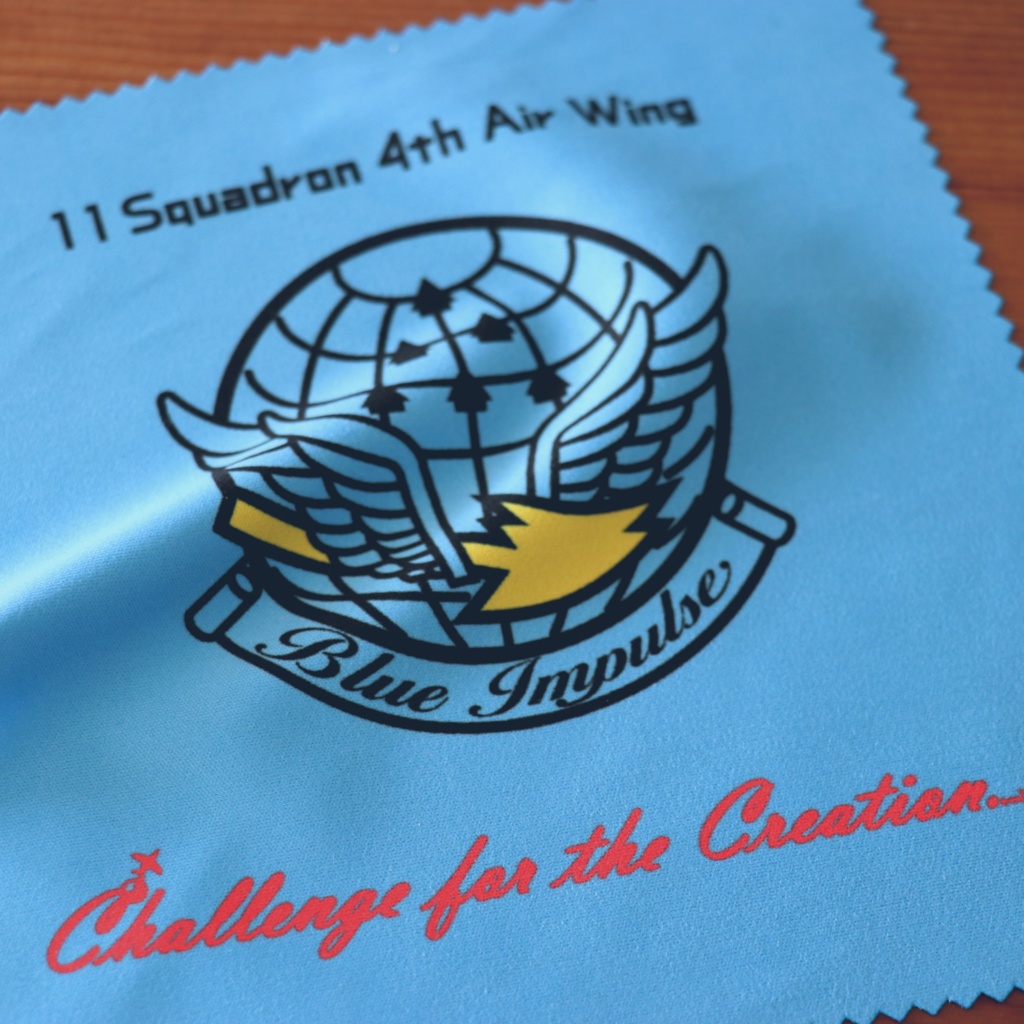 11 Squadron 4th Air Wing
Blue Impulse
Challenge for the Creation...